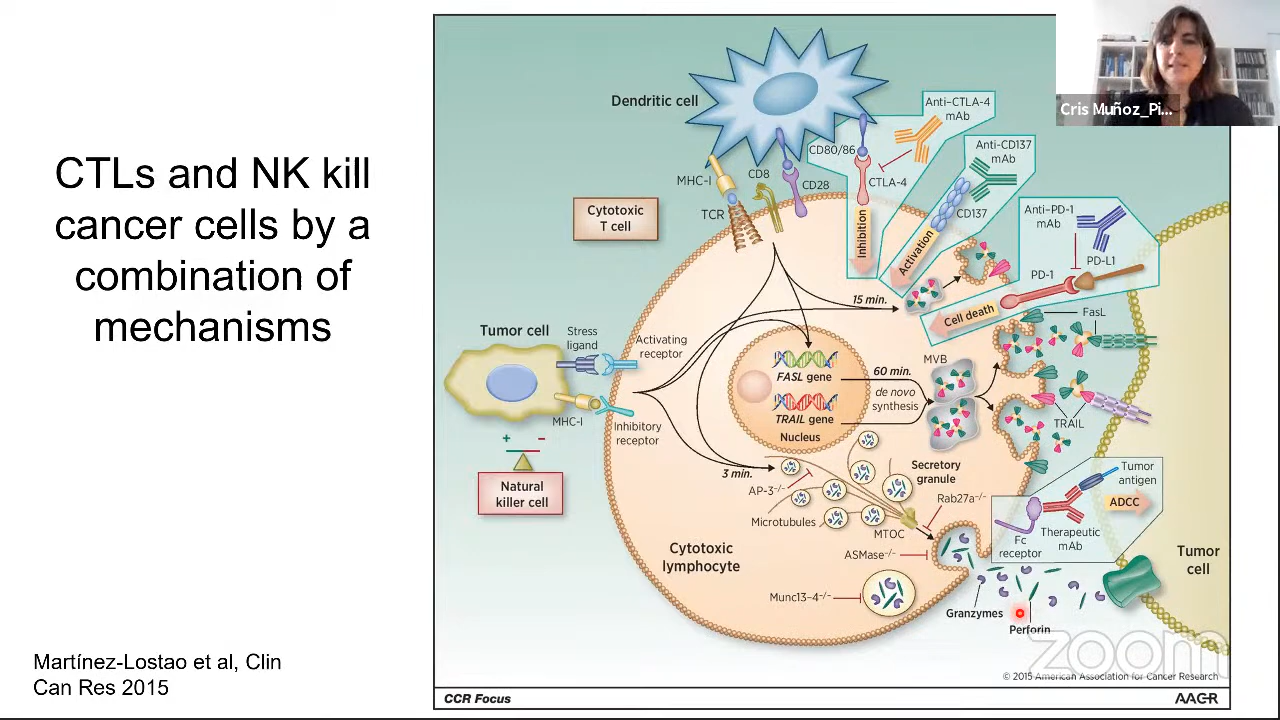 CTLs and NK kill
cancer cells by a
combination of
mechanisms
Martínez-Lostao et al, Clin
Can Res 2015
Dendritic cell
MHC-I
TCR
CD8
CD28
CD80/86
CTLA-4
Anti–CTLA-4
mAb
Anti-CD137
mAb
CD137
Inhibition
Activation
Anti–PD-1
mAb
PD-L1
PD-1
Cell death
Cytotoxic
T cell
15 min.
FasL
Tumor cell
Stress
ligand
Activating
receptor
MHC-I
Inhibitory
receptor
+ –
Natural
killer cell
FASL gene
TRAIL gene
Nucleus
60 min.
de novo
synthesis
MVB
TRAIL
3 min.
AP-3–/–
Microtubules
Secretory
granule
MTOC
Rab27a–/–
ASMase–/–
Munc13–4–/–
Cytotoxic
lymphocyte
Fc
receptor
Therapeutic
mAb
Tumor
antigen
ADCC
Tumor
cell
Granzymes
Perforin
© 2015 American Association for Cancer Research
CCR Focus
AACR
Cris Muñoz_Pi...
zoom